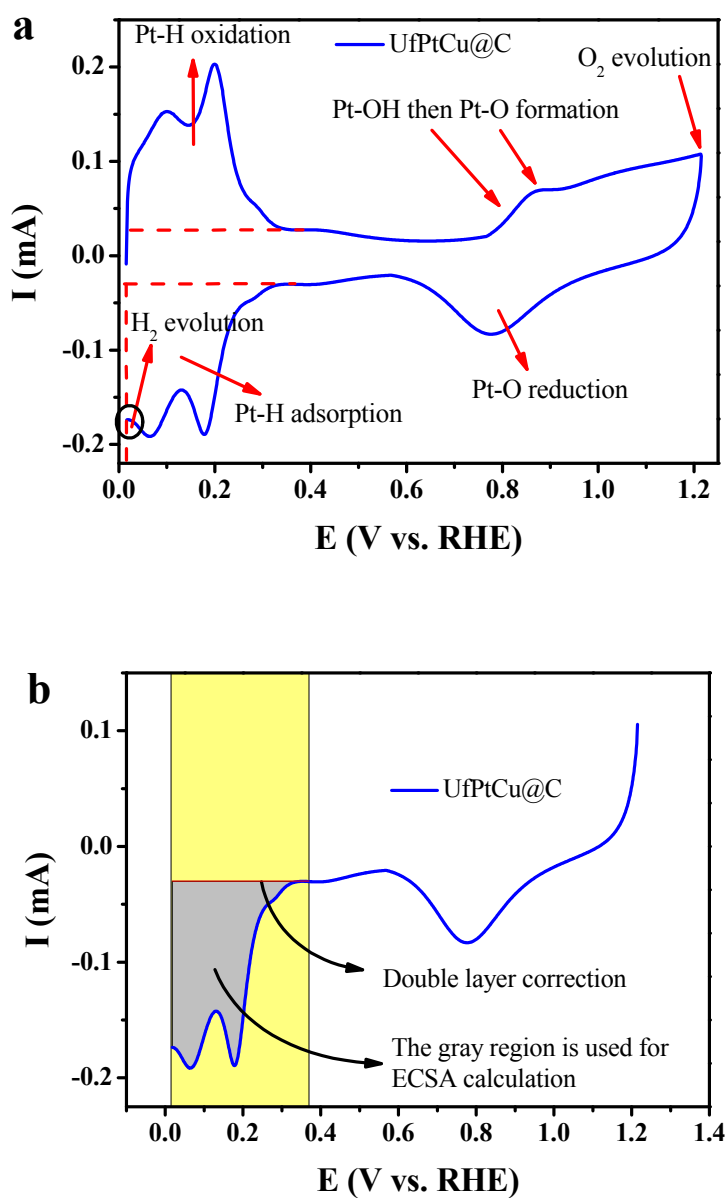 a
Pt-H oxidation
UfPtCu@C
O2 evolution
Pt-OH then Pt-O formation
H2 evolution
Pt-H adsorption
Pt-O reduction
0.2
0.1
0.0
-0.1
-0.2
I (mA)
0.0 0.2 0.4 0.6 0.8 1.0 1.2
E (V vs. RHE)
b
UfPtCu@C
Double layer correction
The gray region is used for
ECSA calculation
0.1
0.0
-0.1
-0.2
I (mA)
0.0 0.2 0.4 0.6 0.8 1.0 1.2 1.4
E (V vs. RHE)